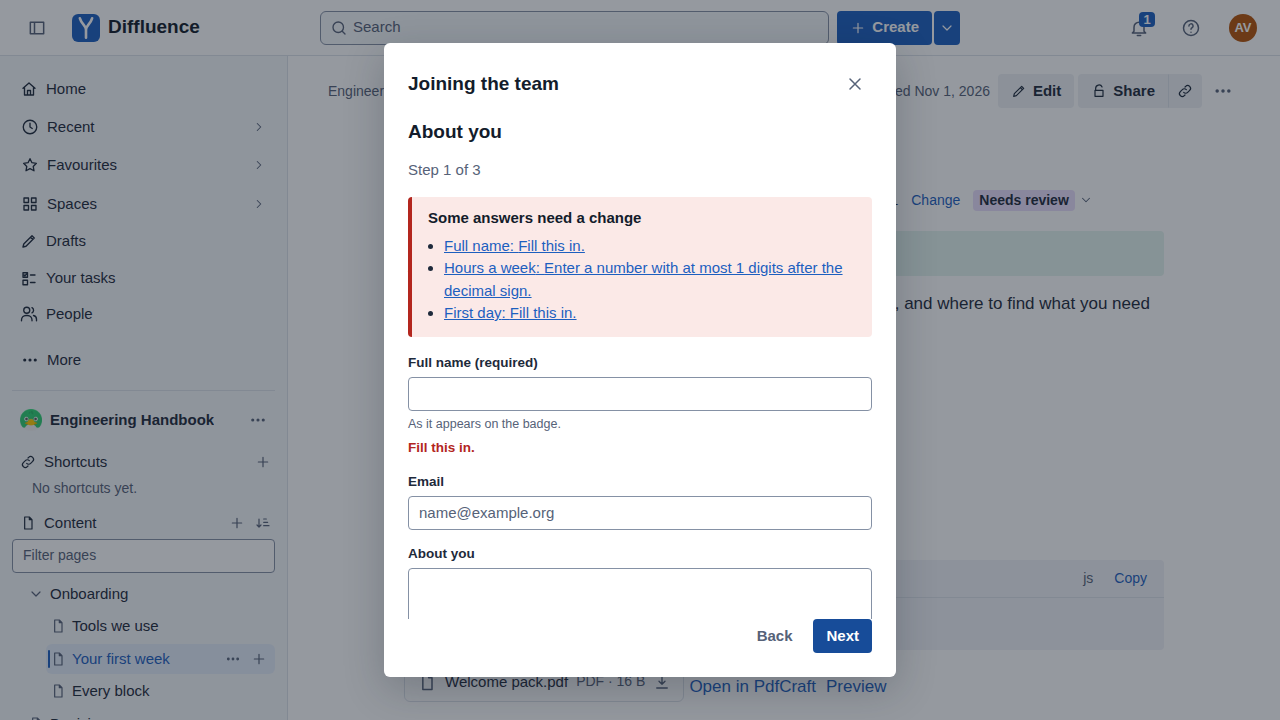 Diffluence
Search
Create
1
AV
Home
Recent
Favourites
Spaces
Drafts
Your tasks
People
More
Engineering Handbook
Shortcuts
No shortcuts yet.
Content
Filter pages
Onboarding
Tools we use
Your first week
Every block
Engineer
ed Nov 1, 2026
Edit
Share
Change
Needs review
, and where to find what you need
js
Copy
Welcome pack.pdf PDF · 16 B
Open in PdfCraft Preview
Joining the team
About you
Step 1 of 3
Some answers need a change
Full name: Fill this in.
Hours a week: Enter a number with at most 1 digits after the
decimal sign.
First day: Fill this in.
Full name (required)
As it appears on the badge.
Fill this in.
Email
name@example.org
About you
Back
Next